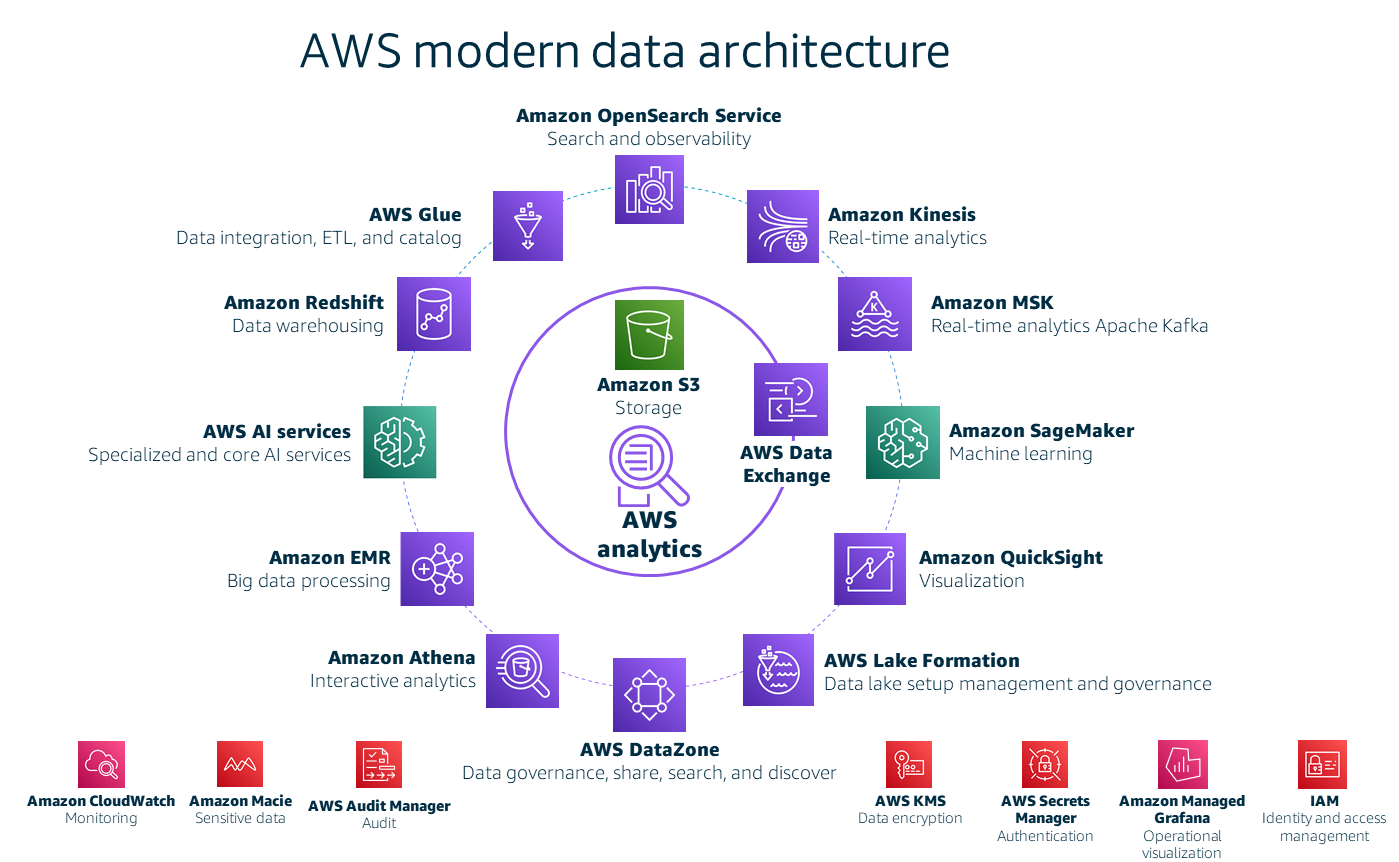 AWS modern data architecture
Amazon OpenSearch Service
Search and observability
AWS Glue
Data integration, ETL, and catalog
Amazon Kinesis
Real-time analytics
Amazon Redshift
Data warehousing
Amazon MSK
Real-time analytics Apache Kafka
K
Amazon S3
Storage
AWS Data
Exchange
AWS AI services
Specialized and core AI services
Amazon SageMaker
Machine learning
AWS
analytics
Amazon EMR
Big data processing
Amazon QuickSight
Visualization
Amazon Athena
Interactive analytics
AWS Lake Formation
Data lake setup management and governance
AWS DataZone
Data governance, share, search, and discover
Amazon CloudWatch
Monitoring
Amazon Macie
Sensitive data
AWS Audit Manager
Audit
AWS KMS
Data encryption
AWS Secrets
Manager
Authentication
Amazon Managed
Grafana
Operational
visualization
IAM
Identity and access
management